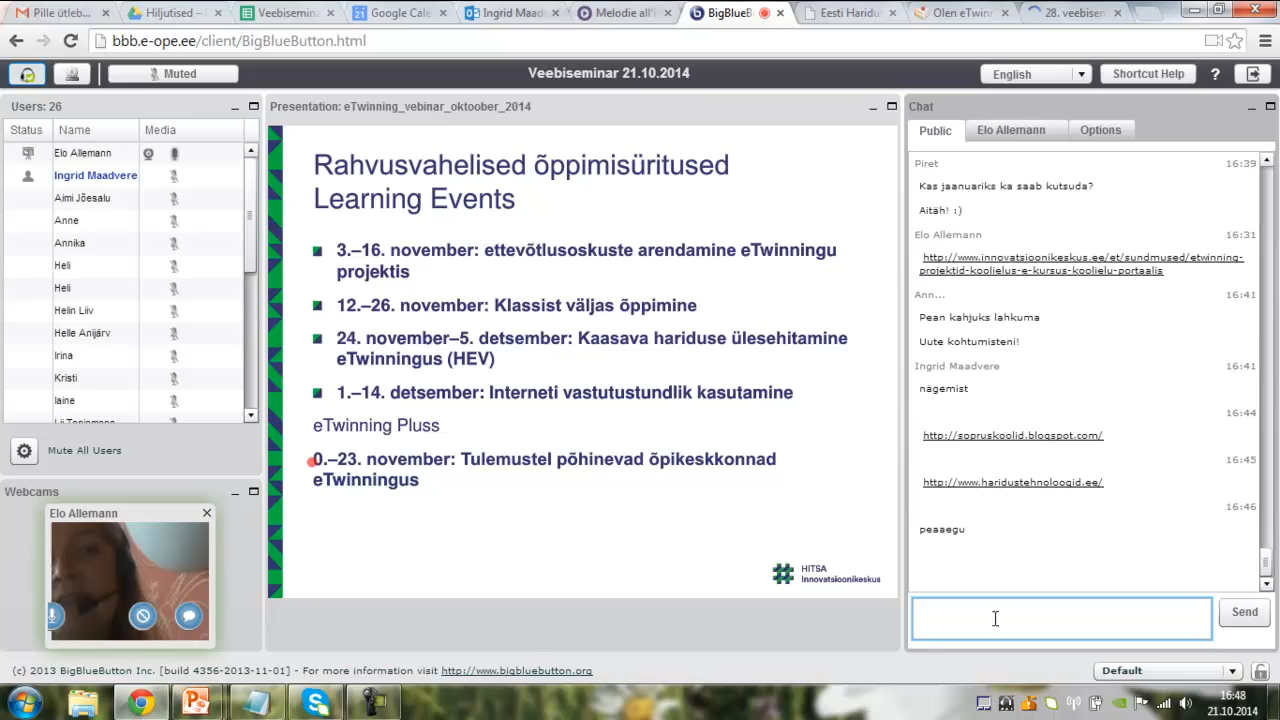 Pille ütleb
Hiljutised –
Veebisemina
Google Cale
Ingrid Maad
Melodie all'i
BigBlueB
Eesti Haridu
Olen eTwinn
28. veebisen
bbb.e-ope.ee/client/BigBlueButton.html
Muted
Veebiseminar 21.10.2014
English
Shortcut Help
?
Users: 26
Status Name Media
Elo Allemann
Ingrid Maadvere
Aimi Jõesalu
Anne
Annika
Heli
Heli
Helin Liiv
Helle Anijärv
Irina
Kristi
laine
Mute All Users
Webcams
Elo Allemann
Presentation: eTwinning_vebinar_oktoober_2014
Rahvusvahelised õppimisüritused
Learning Events
3.–16. november: ettevõtlusoskuste arendamine eTwinningu
projektis
12.–26. november: Klassist väljas õppimine
24. november–5. detsember: Kaasava hariduse ülesehitamine
eTwinningus (HEV)
1.–14. detsember: Interneti vastutustundlik kasutamine
eTwinning Pluss
0.–23. november: Tulemustel põhinevad õpikeskkonnad
eTwinningus
HITSA
Innovatsioonikeskus
Chat
Public Elo Allemann Options
Piret 16:39
Kas jaanuariks ka saab kutsuda?
Aitäh! :)
Elo Allemann 16:31
http://www.innovatsioonikeskus.ee/et/sundmused/etwinning-
projektid-koolielus-e-kursus-koolielu-portaalis
Ann... 16:41
Pean kahjuks lahkuma
Uute kohtumisteni!
Ingrid Maadvere 16:41
nägemist
16:44
http://sopruskoolid.blogspot.com/
16:45
http://www.haridustehnoloogid.ee/
16:46
peaaegu
Send
(c) 2013 BigBlueButton Inc. [build 4356-2013-11-01] - For more information visit http://www.bigbluebutton.org
Default
16:48
21.10.2014